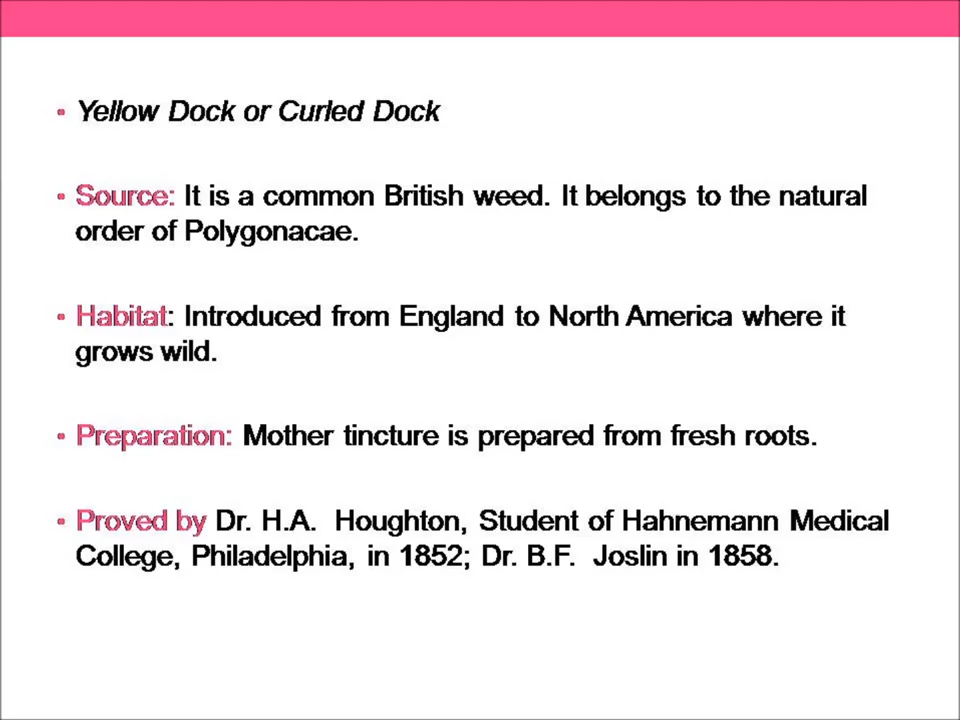 • Yellow Dock or Curled Dock
• Source: It is a common British weed. It belongs to the natural
order of Polygonacae.
• Habitat: Introduced from England to North America where it
grows wild.
• Preparation: Mother tincture is prepared from fresh roots.
• Proved by Dr. H.A.  Houghton, Student of Hahnemann Medical
College, Philadelphia, in 1852; Dr. B.F.  Joslin in 1858.